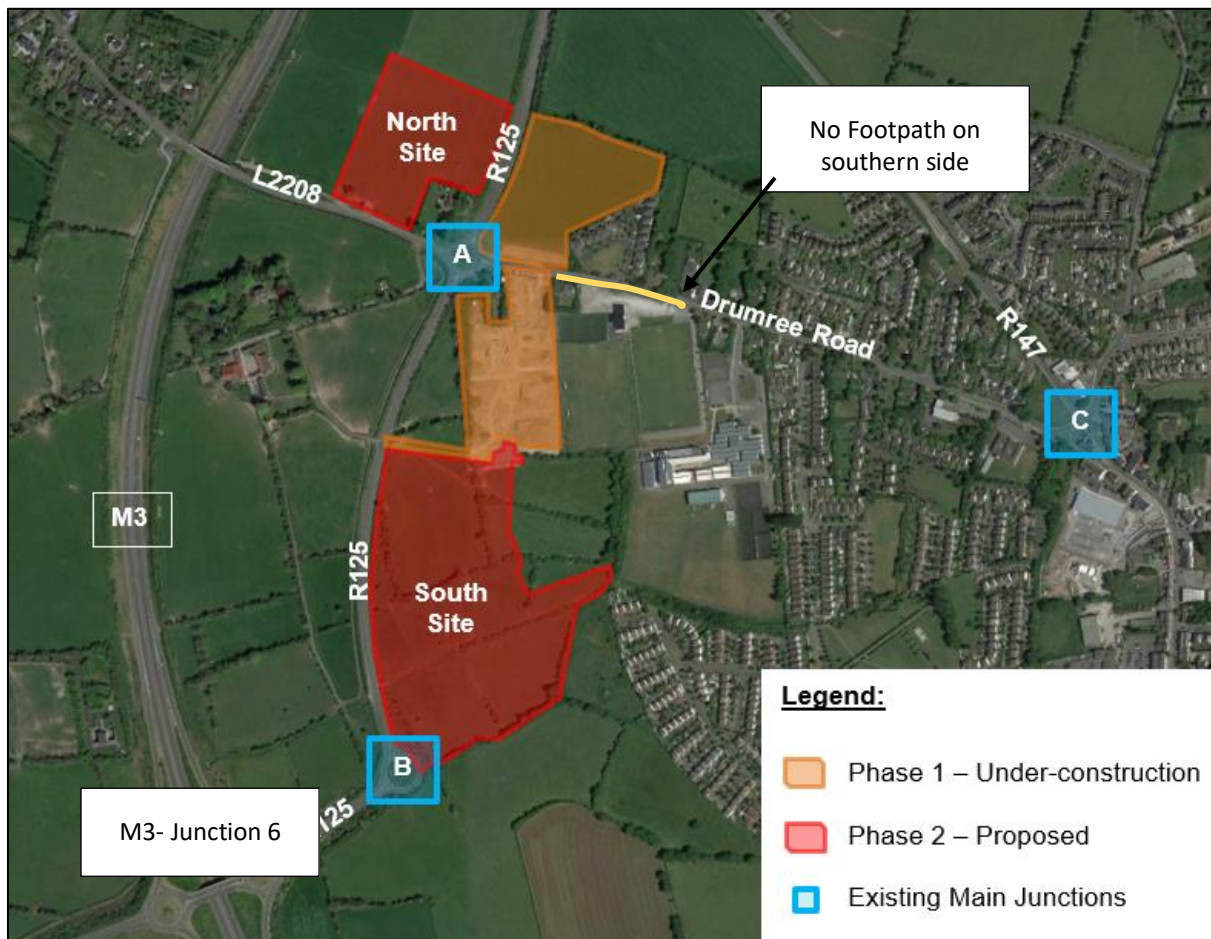 North
Site
R125
L2208
No Footpath on
southern side
A
Drumree Road
R147
C
M3
R125
South
Site
B
125
M3- Junction 6
Legend:
Phase 1 – Under-construction
Phase 2 – Proposed
Existing Main Junctions